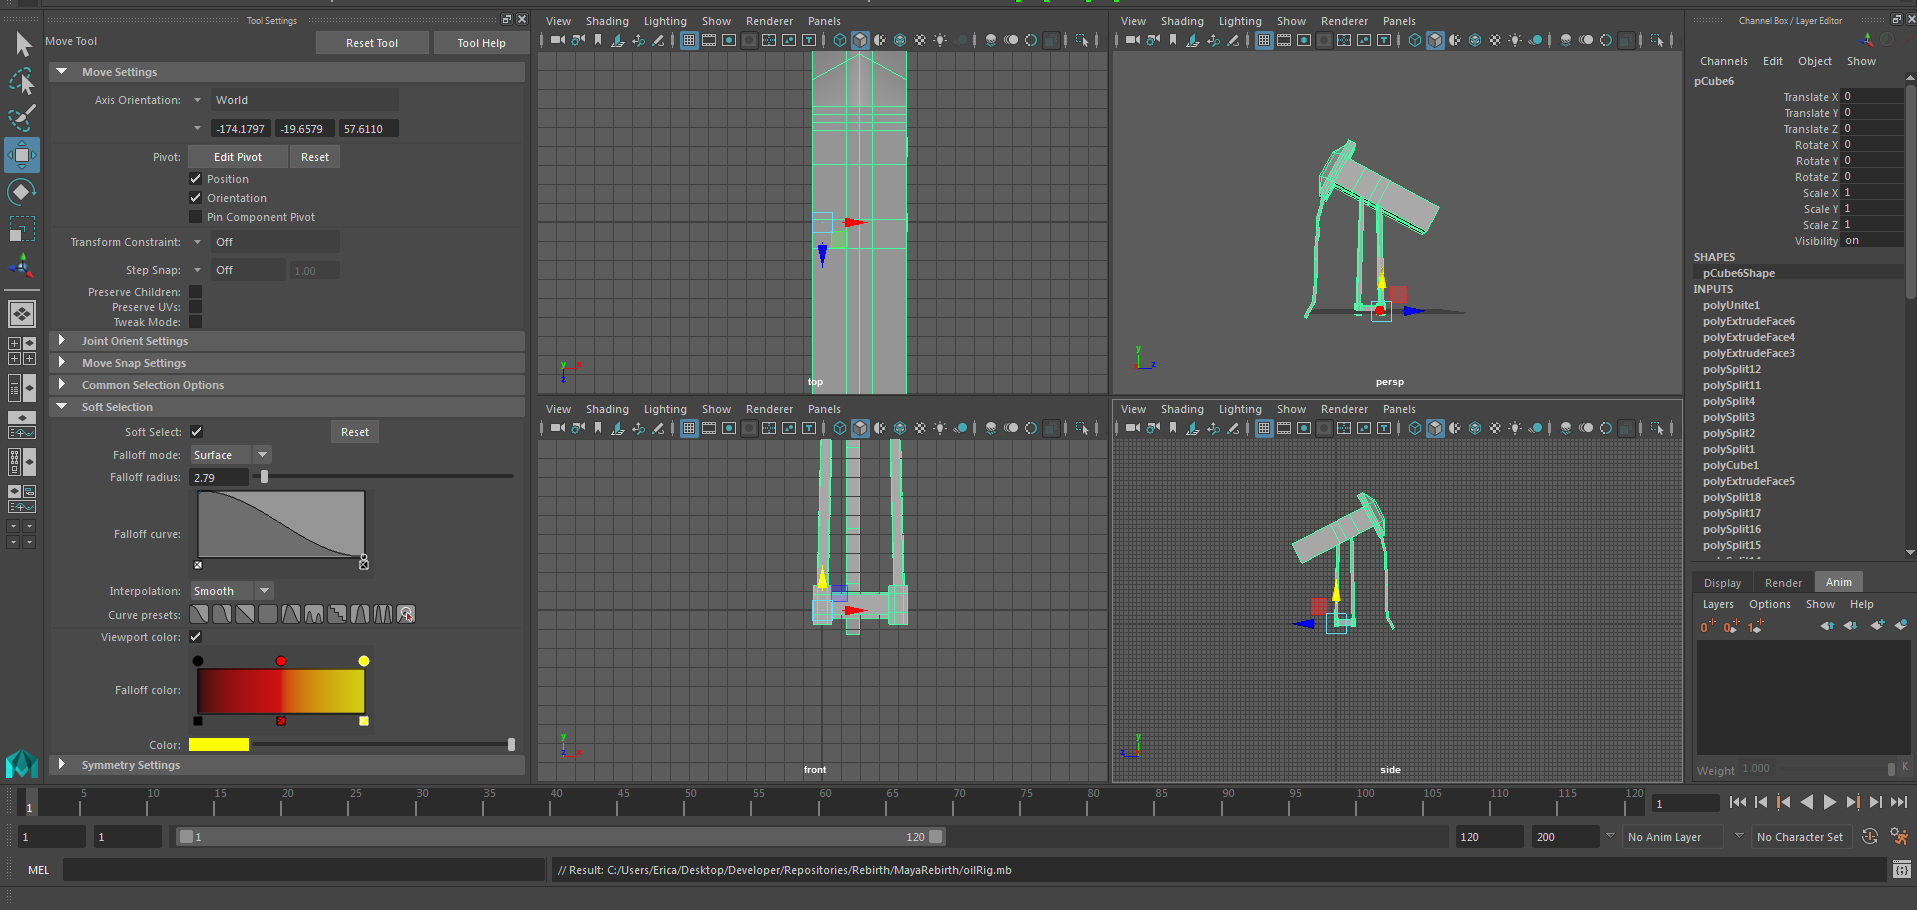 Tool Settings
Move Tool
Reset Tool
Tool Help
Move Settings
Axis Orientation: World
-174.1797 -19.6579 57.6110
Pivot: Edit Pivot Reset
Position
Orientation
Pin Component Pivot
Transform Constraint: Off
Step Snap: Off 1.00
Preserve Children:
Preserve UVs:
Tweak Mode:
Joint Orient Settings
Move Snap Settings
Common Selection Options
Soft Selection
Soft Select: Reset
Falloff mode: Surface
Falloff radius: 2.79
Falloff curve:
Interpolation: Smooth
Curve presets:
Viewport color:
Falloff color:
Color:
Symmetry Settings
View Shading Lighting Show Renderer Panels
top
View Shading Lighting Show Renderer Panels
y
z
persp
View Shading Lighting Show Renderer Panels
y
front
View Shading Lighting Show Renderer Panels
y
side
Channel Box / Layer Editor
Channels Edit Object Show
pCube6
Translate X 0
Translate Y 0
Translate Z 0
Rotate X 0
Rotate Y 0
Rotate Z 0
Scale X 1
Scale Y 1
Scale Z 1
Visibility on
SHAPES
pCube6Shape
INPUTS
polyUnite1
polyExtrudeFace6
polyExtrudeFace4
polyExtrudeFace3
polySplit12
polySplit11
polySplit4
polySplit3
polySplit2
polySplit1
polyCube1
polyExtrudeFace5
polySplit18
polySplit17
polySplit16
polySplit15
Display Render Anim
Layers Options Show Help
Weight 1.000 K
1 5 10 15 20 25 30 35 40 45 50 55 60 65 70 75 80 85 90 95 100 105 110 115 120 1
1 1 1 120 120 200 No Anim Layer No Character Set
MEL // Result: C:/Users/Erica/Desktop/Developer/Repositories/Rebirth/MayaRebirth/oilRig.mb